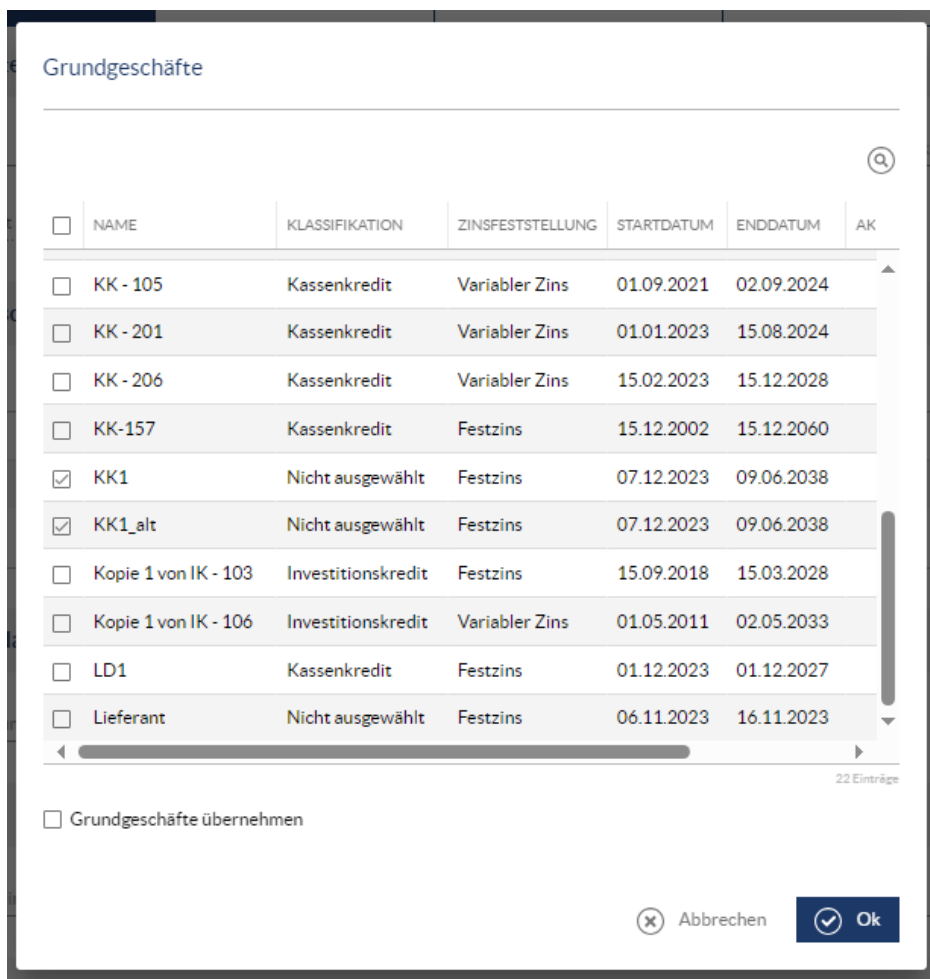 Grundgeschäfte
NAME KLASSIFIKATION ZINSFESTSTELLUNG STARTDATUM ENDDATUM AK
KK - 105 Kassenkredit Variabler Zins 01.09.2021 02.09.2024
KK - 201 Kassenkredit Variabler Zins 01.01.2023 15.08.2024
KK - 206 Kassenkredit Variabler Zins 15.02.2023 15.12.2028
KK-157 Kassenkredit Festzins 15.12.2002 15.12.2060
KK1 Nicht ausgewählt Festzins 07.12.2023 09.06.2038
KK1_alt Nicht ausgewählt Festzins 07.12.2023 09.06.2038
Kopie 1 von IK - 103 Investitionskredit Festzins 15.09.2018 15.03.2028
Kopie 1 von IK - 106 Investitionskredit Variabler Zins 01.05.2011 02.05.2033
LD1 Kassenkredit Festzins 01.12.2023 01.12.2027
Lieferant Nicht ausgewählt Festzins 06.11.2023 16.11.2023
22 Einträge
Grundgeschäfte übernehmen
Abbrechen Ok